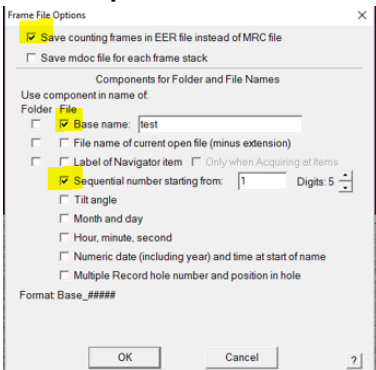 Frame File Options
Save counting frames in EER file instead of MRC file
Save mdoc file for each frame stack
Components for Folder and File Names
Use component in name of:
Folder File
Base name: test
File name of current open file (minus extension)
Label of Navigator item Only when Acquiring at Items
Sequential number starting from: 1 Digits: 5
Tilt angle
Month and day
Hour, minute, second
Numeric date (including year) and time at start of name
Multiple Record hole number and position in hole
Format: Base_#####
OK Cancel ?